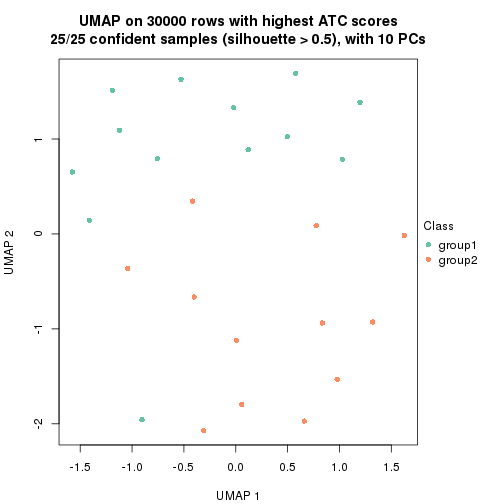 UMAP on 30000 rows with highest ATC scores
25/25 confident samples (silhouette > 0.5), with 10 PCs
1
0
-1
-2
UMAP 2
-1.5 -1.0 -0.5 0.0 0.5 1.0 1.5
UMAP 1
Class
group1
group2